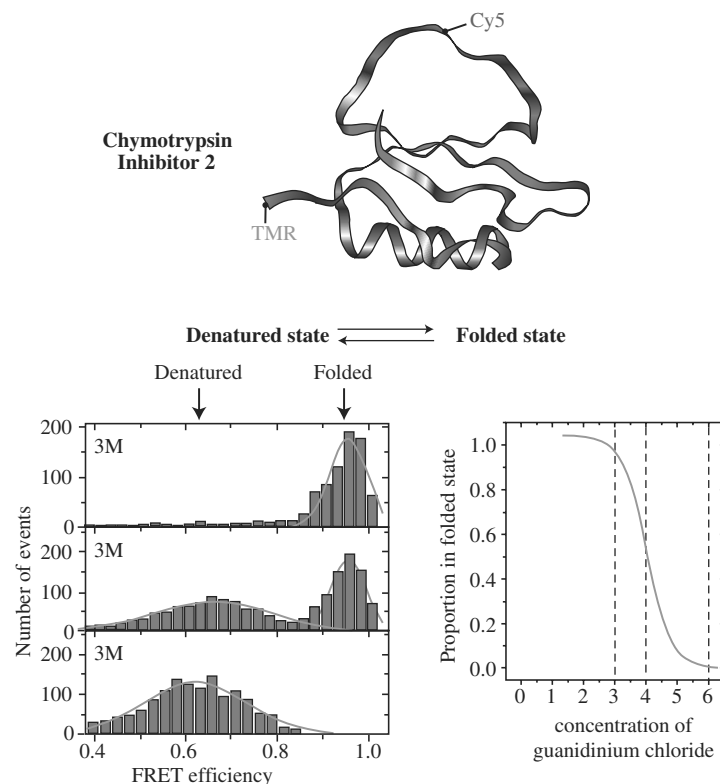 Cy5
Chymotrypsin
Inhibitor 2
TMR
Denatured state
Folded state
Denatured
Folded
Number of events
200
100
0
3M
200
100
0
3M
200
100
0
3M
0.4
0.6
0.8
1.0
FRET efficiency
Proportion in folded state
1.0
0.8
0.6
0.4
1.2
0.0
0 1 2 3 4 5 6
concentration of
guanidinium chloride